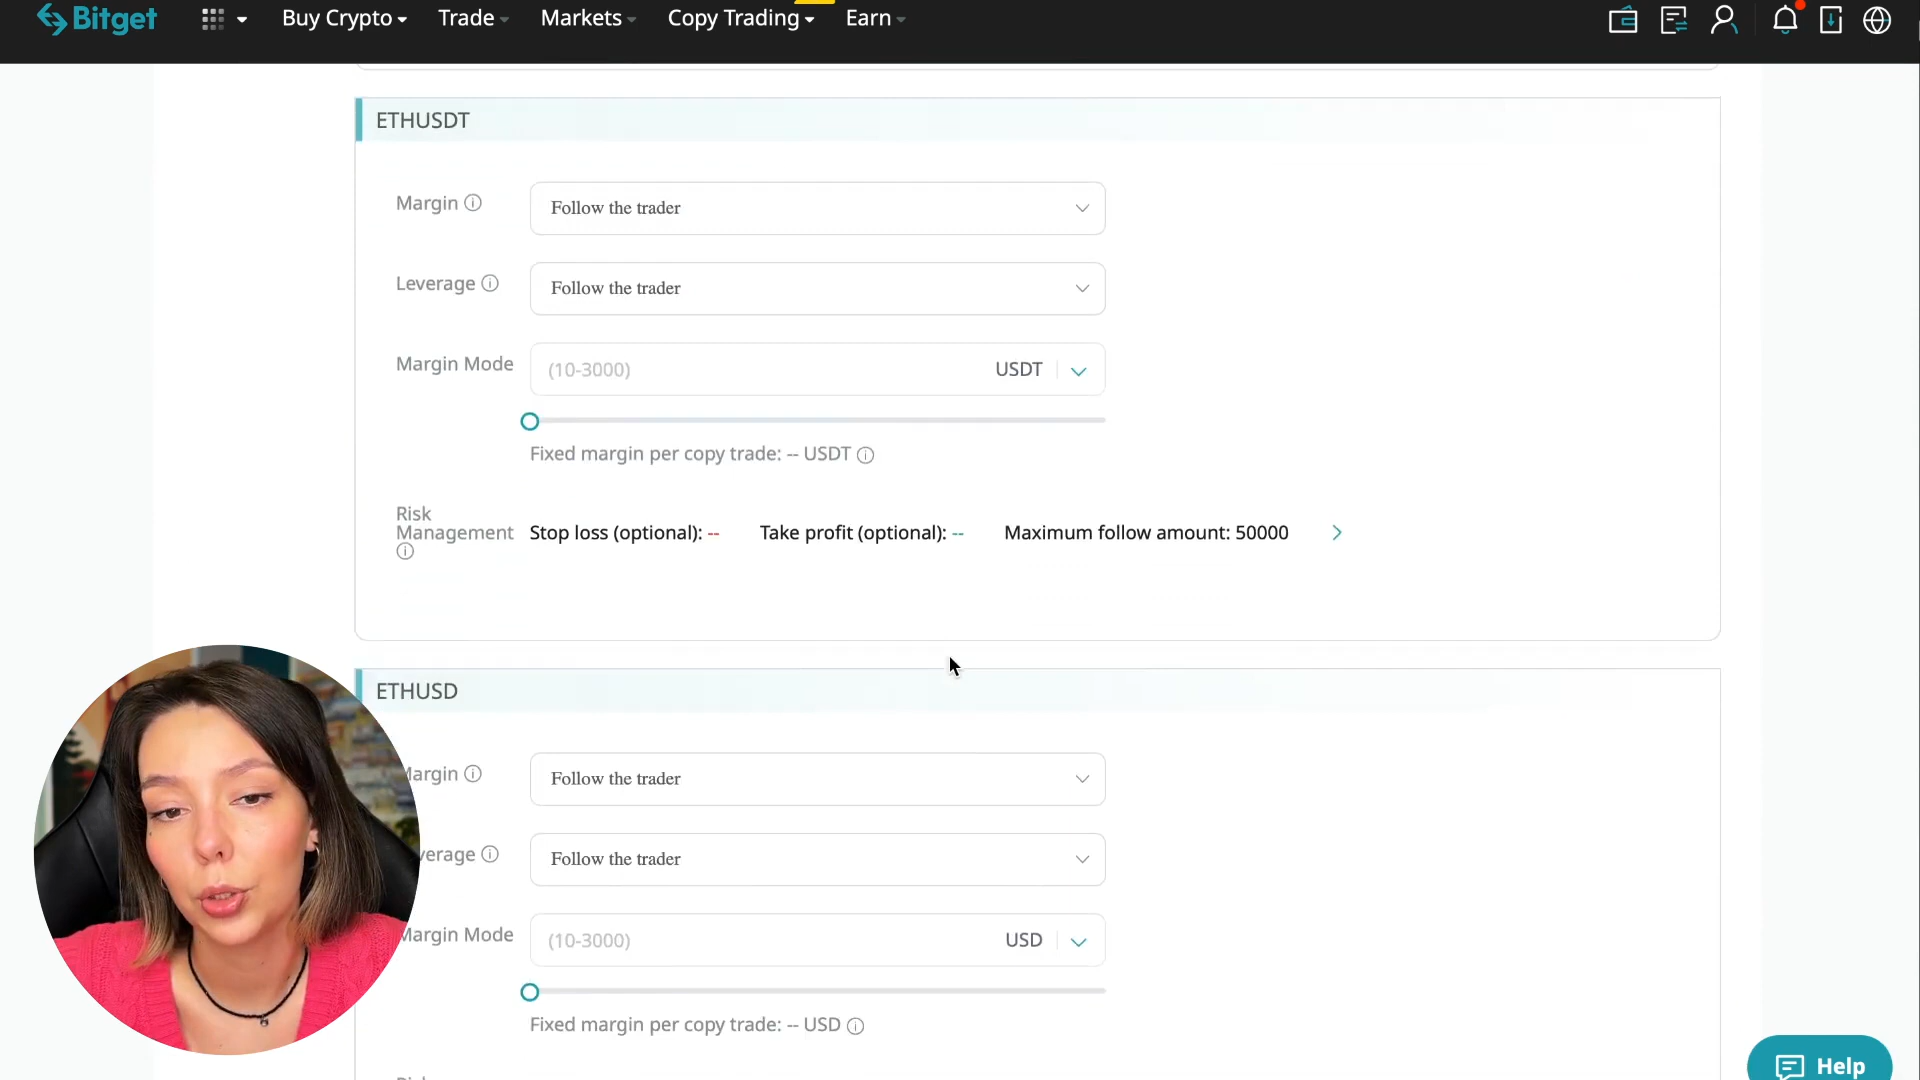 Bitget Buy Crypto Trade Markets Copy Trading Earn
ETHUSDT
Margin Follow the trader
Leverage Follow the trader
Margin Mode (10-3000) USDT
Fixed margin per copy trade: -- USDT
Risk Management Stop loss (optional): -- Take profit (optional): -- Maximum follow amount: 50000
ETHUSD
Margin Follow the trader
verage Follow the trader
Margin Mode (10-3000) USD
Fixed margin per copy trade: -- USD
Help